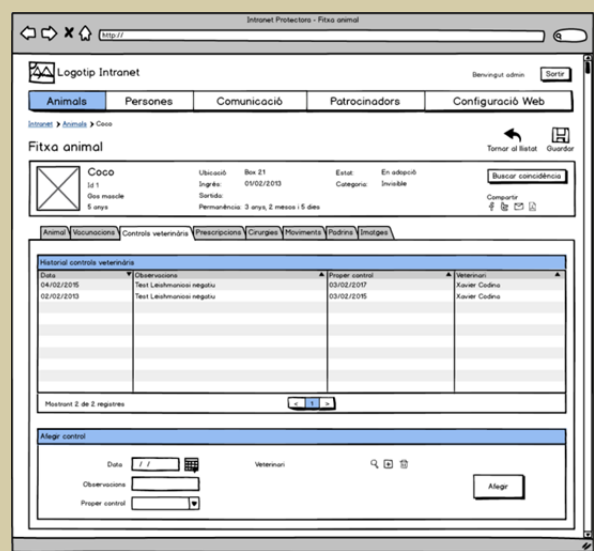 Intranet Protectora - Fitxa animal
http://
Logotip Intranet
Benvingut admin
Sortir
Animals Persones Comunicació Patrocinadors Configuració Web
Intranet > Animals > Coco
Fitxa animal
Tornar al llistat Guardar
Coco
Id 1
Gos mascle
5 anys
Ubicació Box 21
Ingrés: 01/02/2013
Sortida:
Permanència: 3 anys, 2 mesos i 5 dies
Estat: En adopció
Categoria: Invisible
Buscar coincidència
Compartir
Animal Vacunacions Controls veterinàris Prescripcions Cirurgies Moviments Padrins Imatges
Historial controls veterinàris
Data Observacions Proper control Veterinari
04/02/2015 Test Leishmaniosi negatiu 03/02/2017 Xavier Codina
02/02/2013 Test Leishmaniosi negatiu 03/02/2015 Xavier Codina
Mostrant 2 de 2 registres
< 1 >
Afegir control
Data / / Veterinari
Observacions
Proper control
Afegir